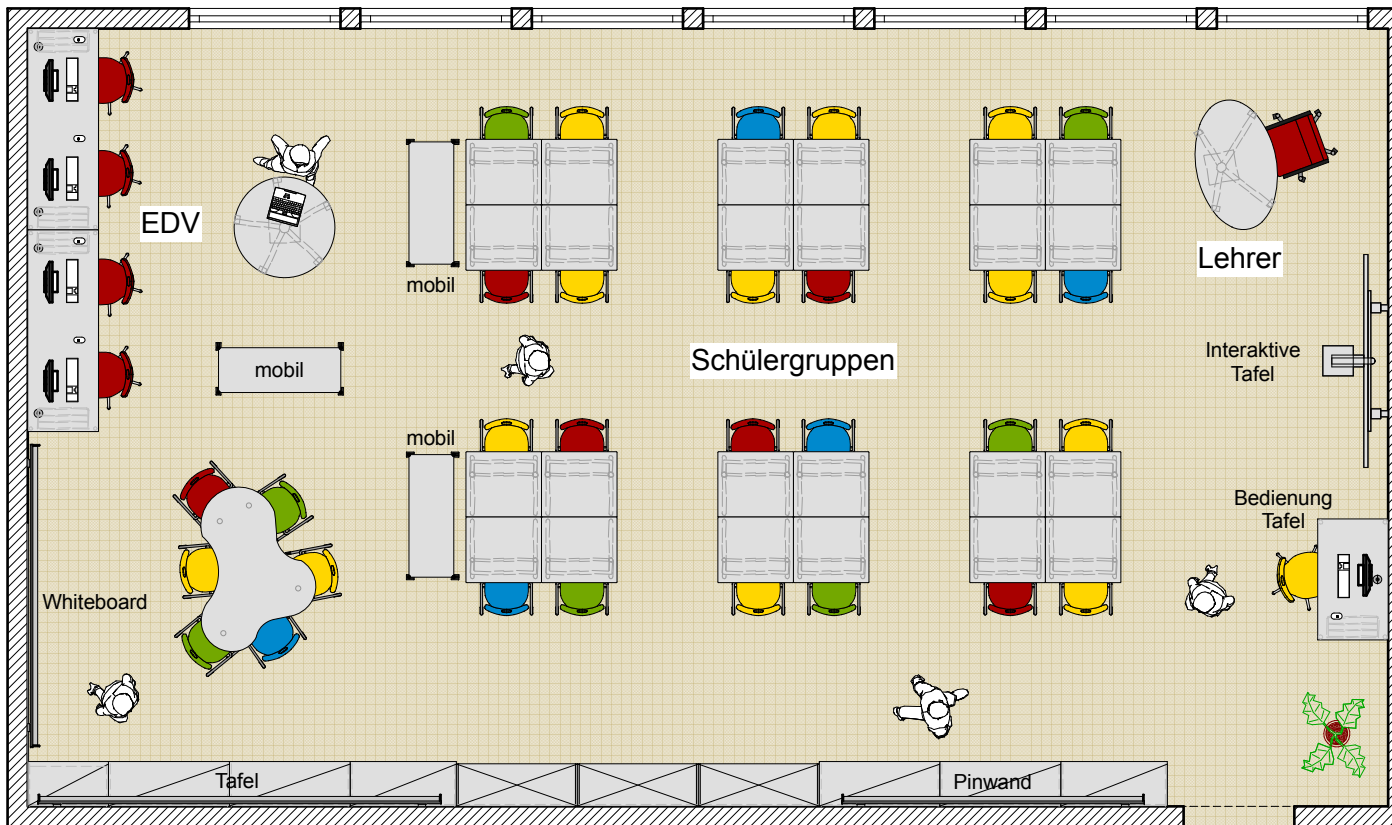 EDV
mobil
Lehrer
mobil
Schülergruppen
Interaktive
Tafel
mobil
Bedienung
Tafel
Whiteboard
Tafel
Pinwand